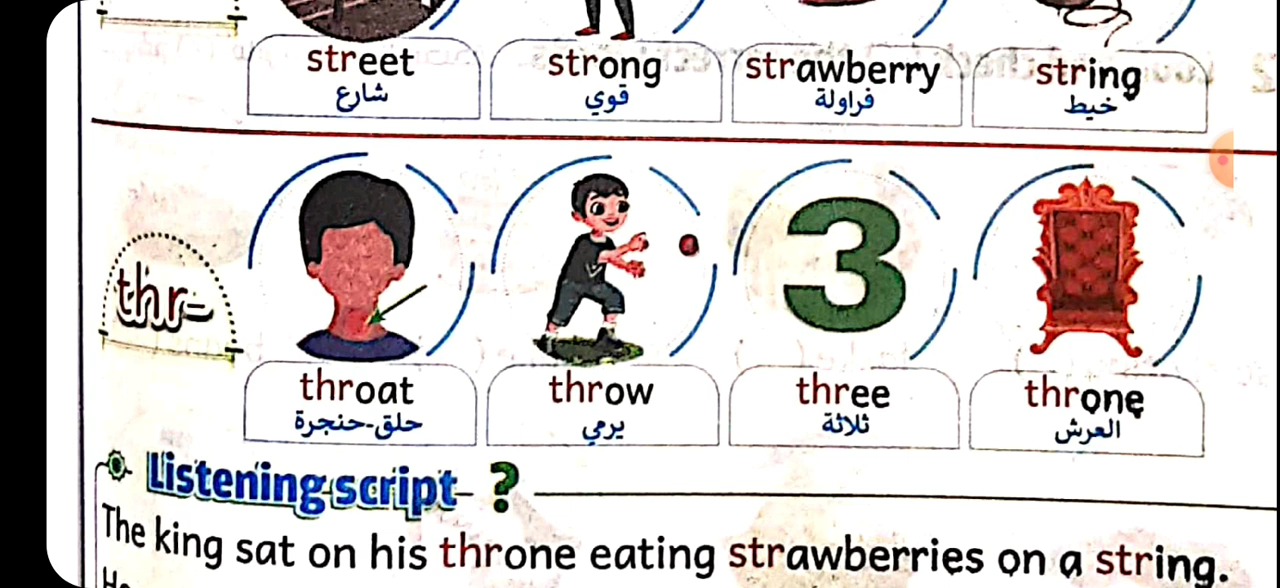 street strong strawberry string
شارع قوي فراولة خيط
thr-
3
throat throw three throne
حلق-حنجرة يرمي ثلاثة العرش
Listening script ?
The king sat on his throne eating strawberries on a string.